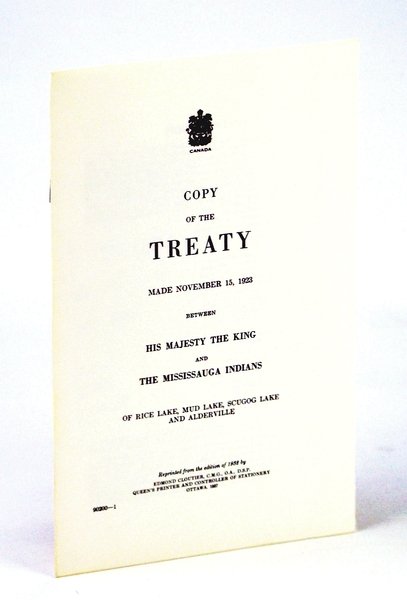 CANADA
COPY
OF THE
TREATY
MADE NOVEMBER 15, 1923
BETWEEN
HIS MAJESTY THE KING
AND
THE MISSISSAUGA INDIANS
OF RICE LAKE, MUD LAKE, SCUGOG LAKE
AND ALDERVILLE
Reprinted from the edition of by
EDMOND CLOUTIER, C.M.G., O.A., D.S.P.
QUEEN'S PRINTER AND CONTROLLER OF STATIONERY
OTTAWA,
90200—1